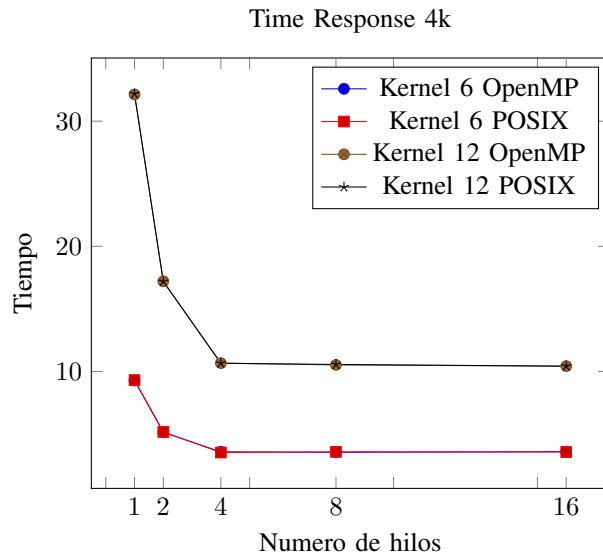 Time Response 4k
Kernel 6 OpenMP
Kernel 6 POSIX
Kernel 12 OpenMP
Kernel 12 POSIX
30
20
10
Tiempo
1 2 4 8 16
Numero de hilos